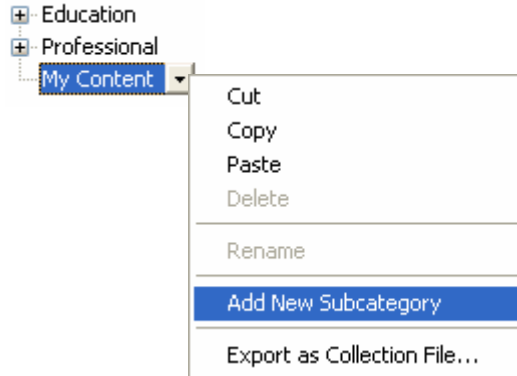 Education
Professional
My Content
Cut
Copy
Paste
Delete
Rename
Add New Subcategory
Export as Collection File...